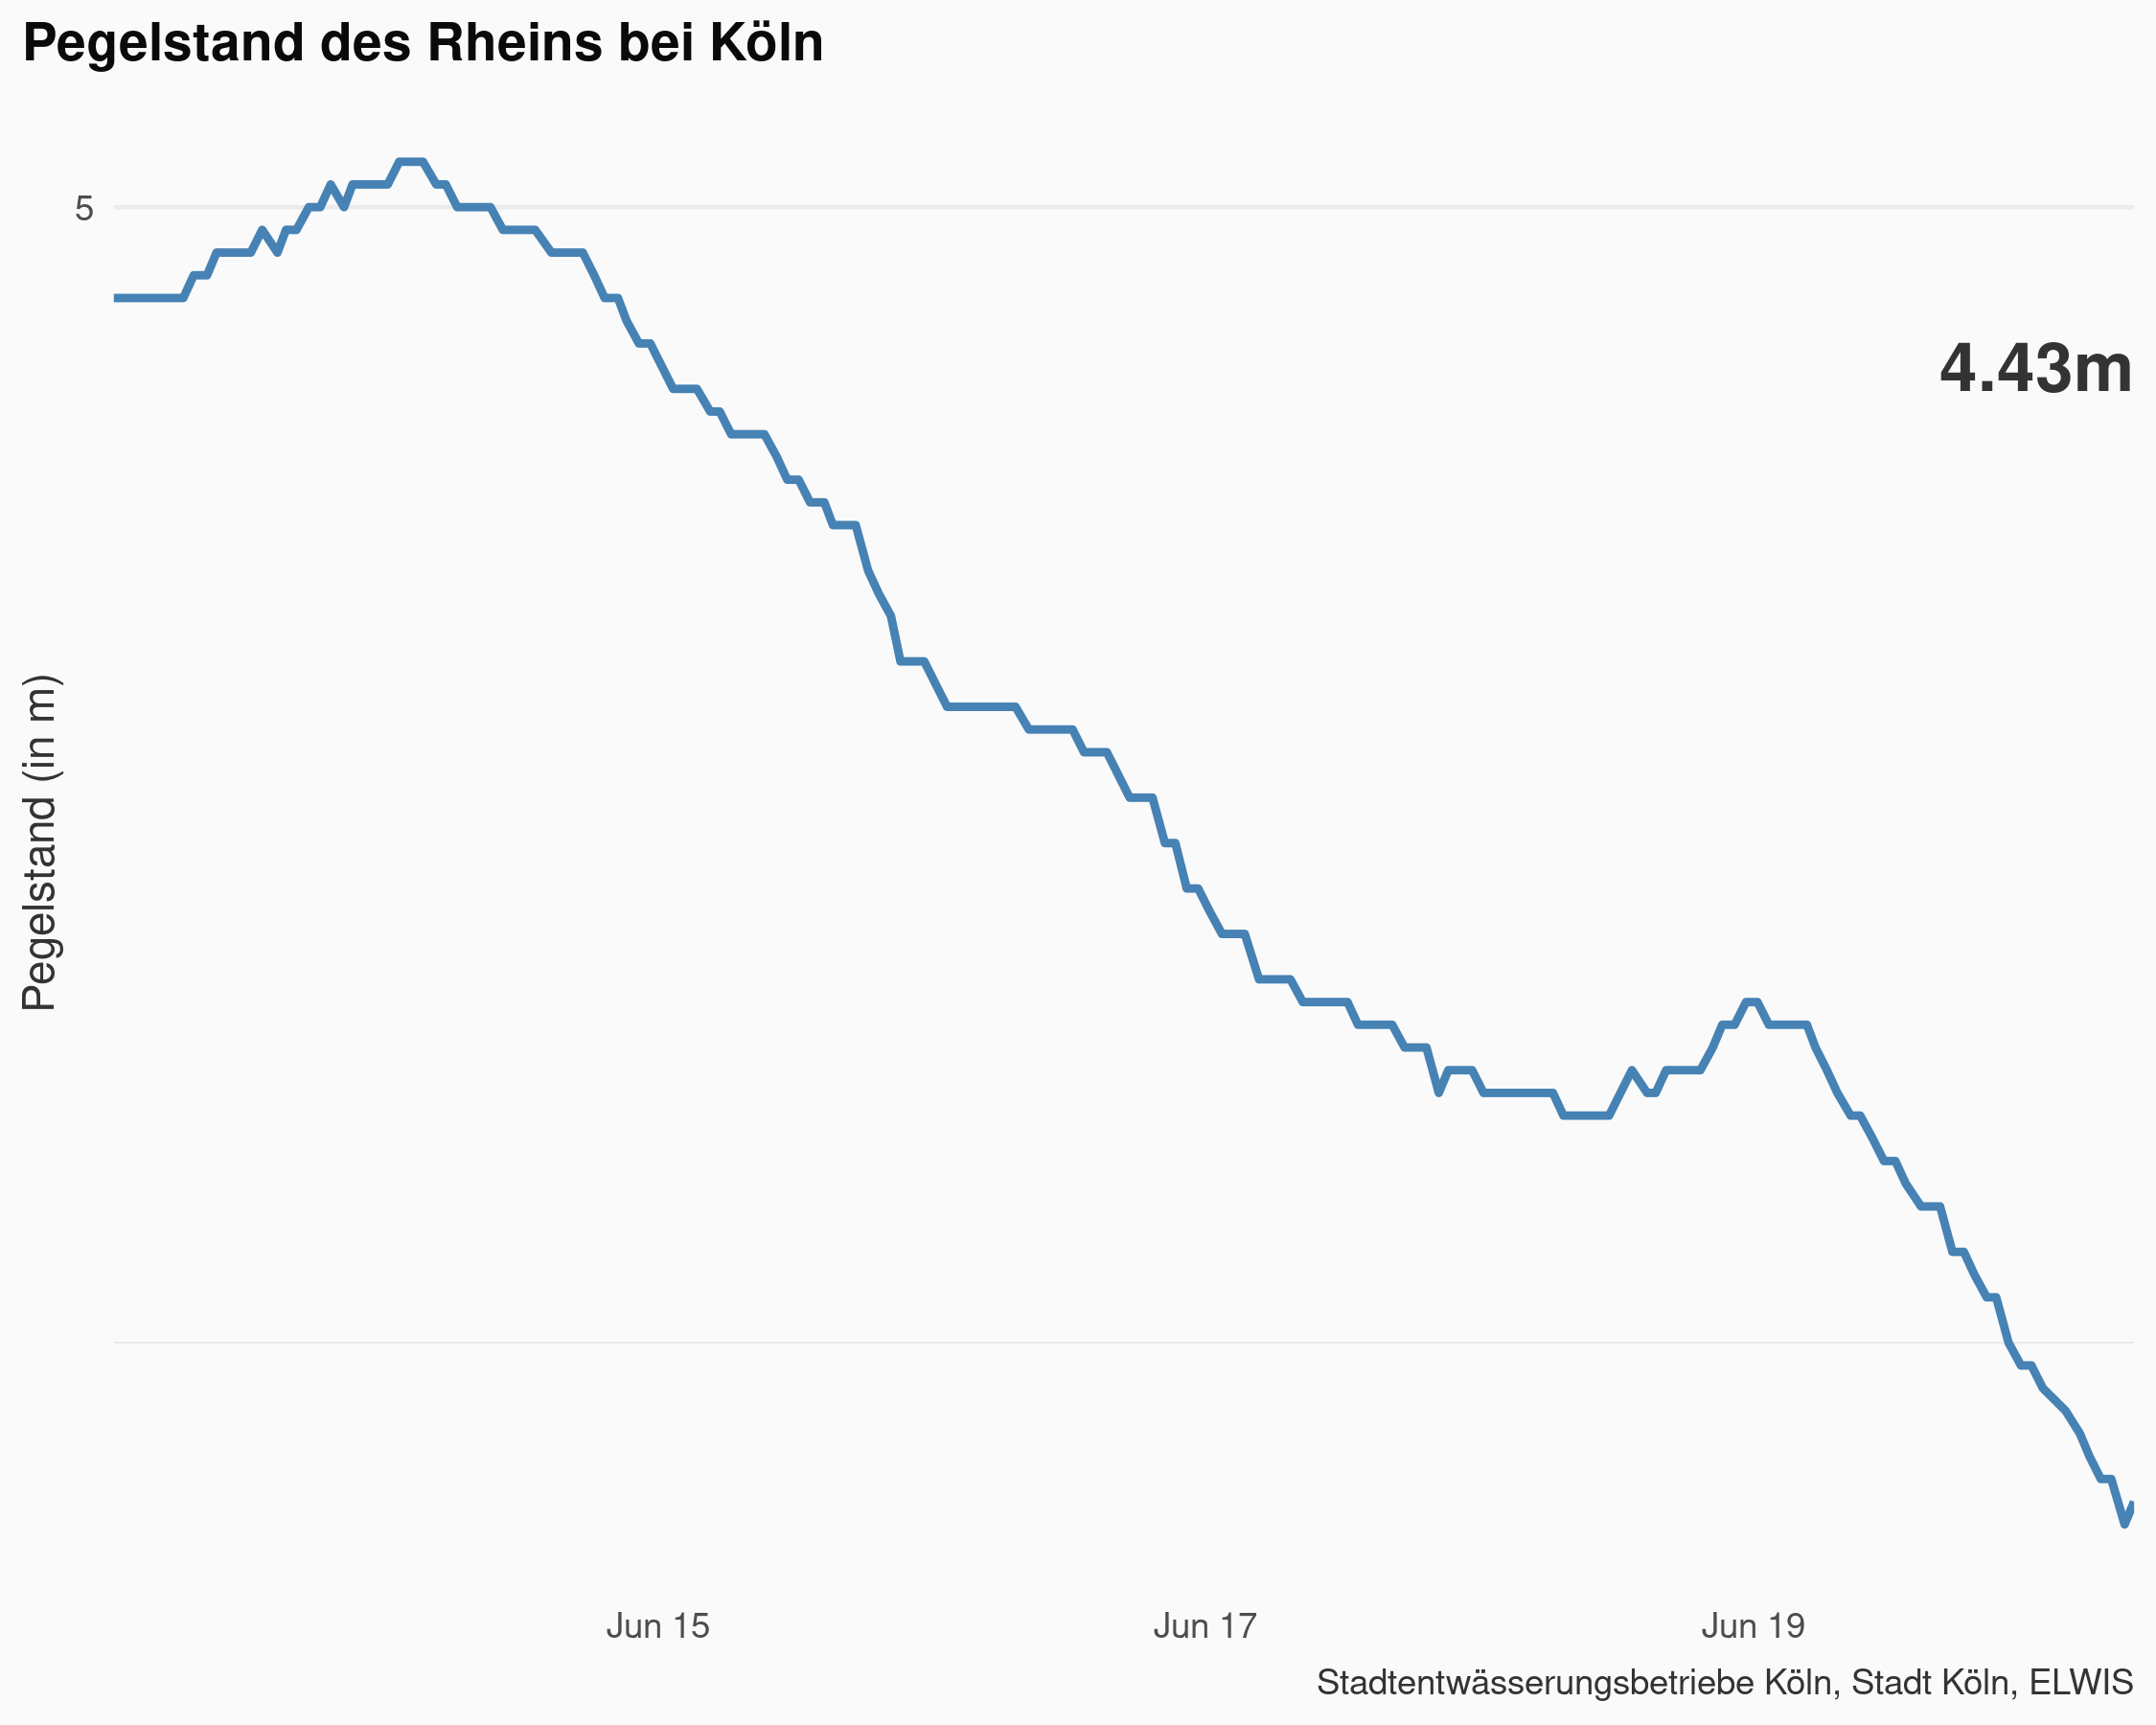 Pegelstand des Rheins bei Köln
5
4.43m
Pegelstand (in m)
Jun 15
Jun 17
Jun 19
Stadtentwässerungsbetriebe Köln, Stadt Köln, ELWIS